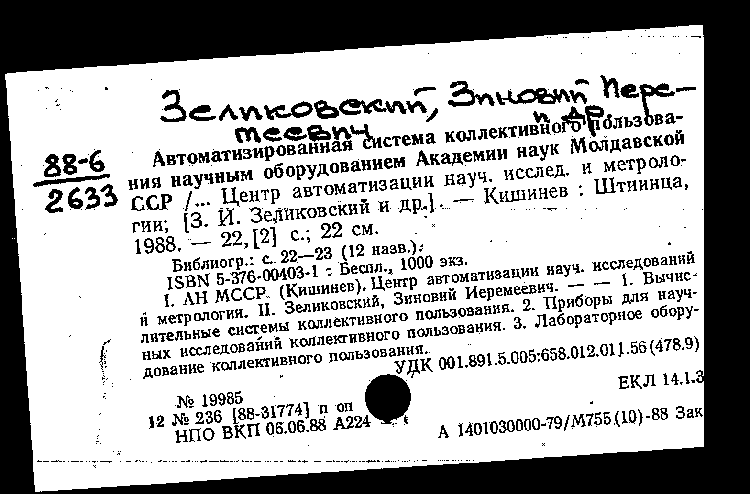 Зеликовский, Зиновий Иере-
меевич и др.
88-6
2633
Автоматизированная система коллективного пользова-
ния научным оборудованием Академии наук Молдавской
ССР /... Центр автоматизации науч. исслед. и метроло-
гии; [З. И. Зеликовский и др.]. — Кишинев : Штиинца,
1988. — 22, [2] с.; 22 см.
Библиогр.: с. 22—23 (12 назв.).
ISBN 5-376-00403-1 : Беспл., 1000 экз.
I. АН МССР (Кишинев). Центр автоматизации науч. исследований
и метрологии. II. Зеликовский, Зиновий Иеремеевич. — — 1. Вычис-
лительные системы коллективного пользования. 2. Приборы для науч-
ных исследований коллективного пользования. 3. Лабораторное обору-
дование коллективного пользования.
УДК 001.891.5.005:658.012.011.56(478.9)
№ 19985
ЕКЛ 14.1.3
12 № 236 [88-31774] п оп
НПО ВКП 06.06.88 А224
А 1401030000-79/М755(10)-88 Зак